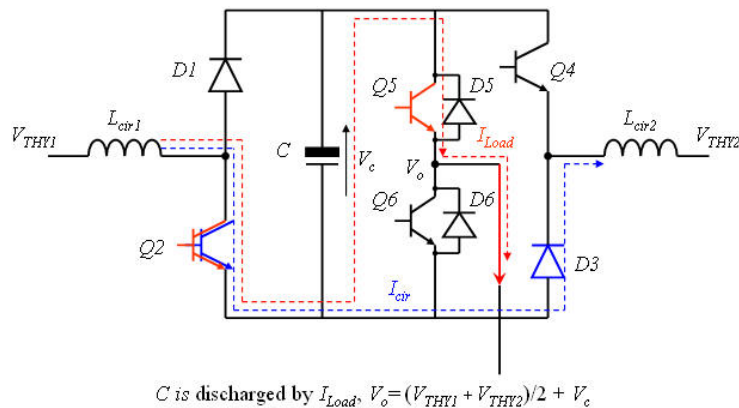 D1
Q4
Q5
D5
L_cir1
L_cir2
V_THY1
I_Load
V_THY2
C
V_c
V_o
Q6
D6
Q2
D3
I_cir
C is discharged by I_Load, V_o=(V_THY1 + V_THY2)/2 + V_c